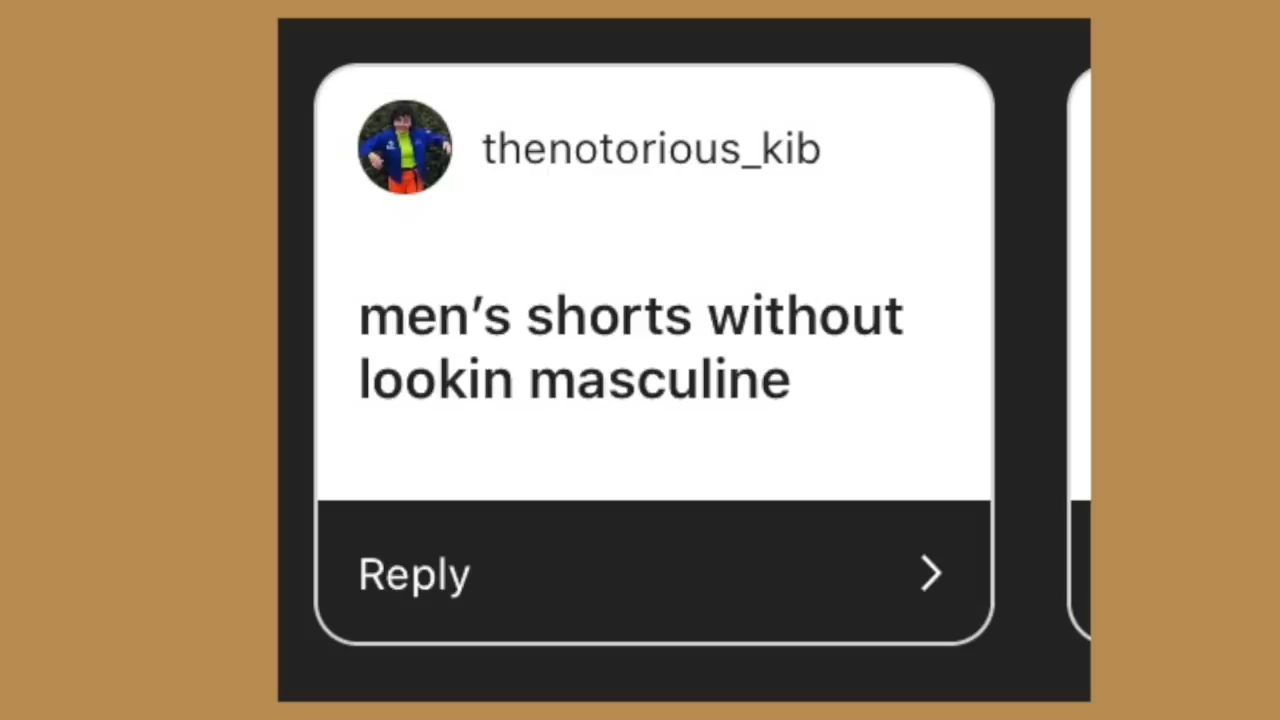 thenotorious_kib
men’s shorts without
lookin masculine
Reply